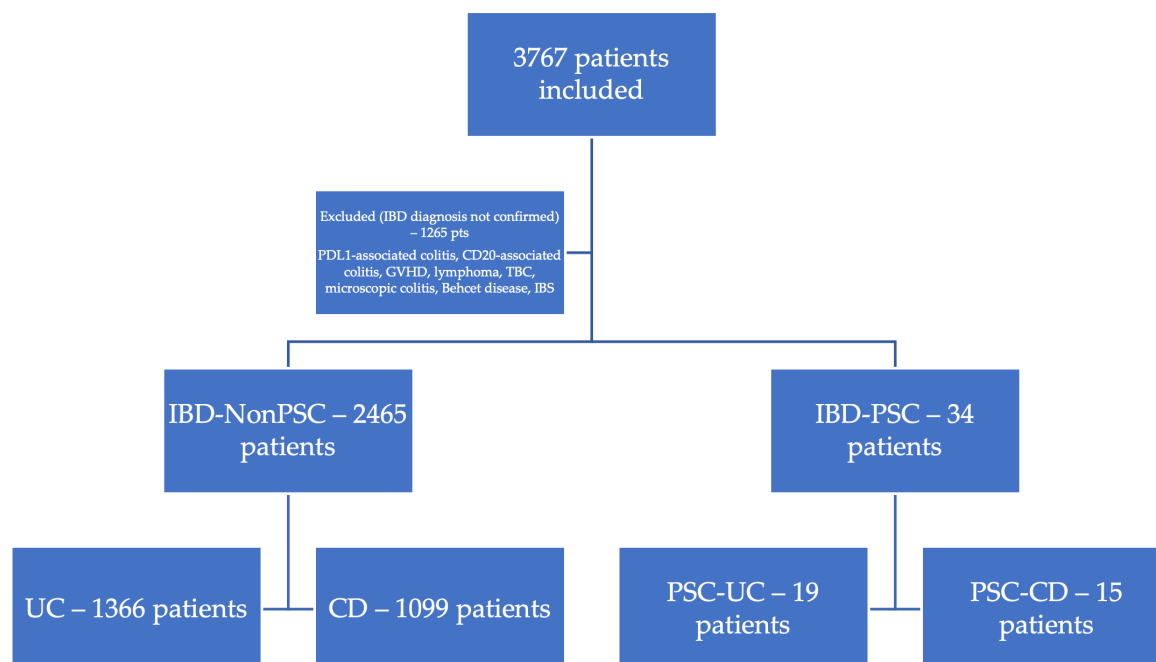 3767 patients
included
Excluded (IBD diagnosis not confirmed)
– 1265 pts
PDL1-associated colitis, CD20-associated
colitis, GVHD, lymphoma, TBC,
microscopic colitis, Behcet disease, IBS
IBD-NonPSC – 2465
patients
IBD-PSC – 34
patients
UC – 1366 patients
CD – 1099 patients
PSC-UC – 19
patients
PSC-CD – 15
patients